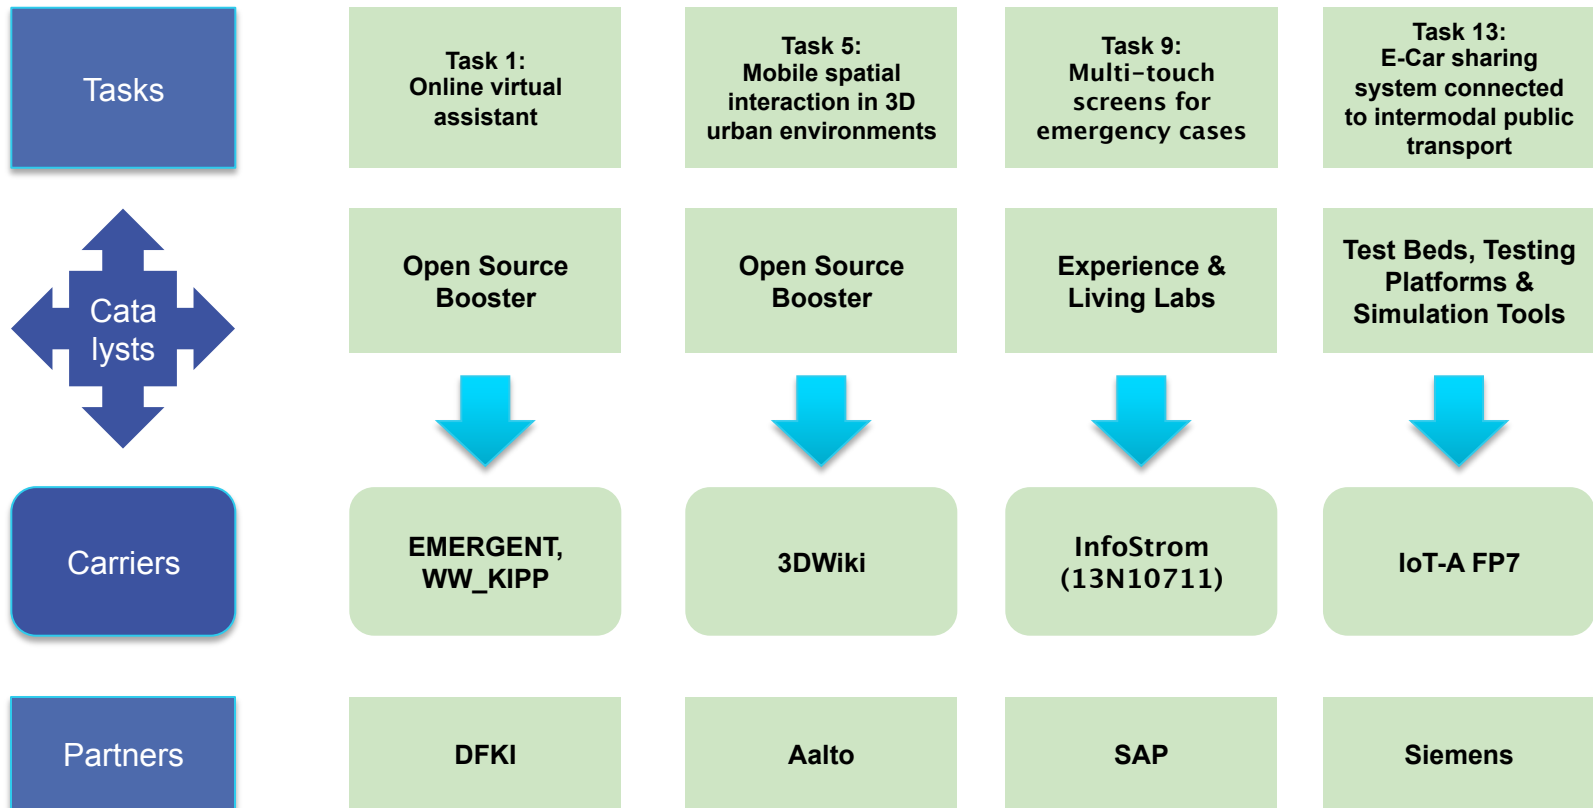 Tasks
Task 1:
Online virtual
assistant
Task 5:
Mobile spatial
interaction in 3D
urban environments
Task 9:
Multi-touch
screens for
emergency cases
Task 13:
E-Car sharing
system connected
to intermodal public
transport
Cata
lysts
Open Source
Booster
Open Source
Booster
Experience &
Living Labs
Test Beds, Testing
Platforms &
Simulation Tools
Carriers
EMERGENT,
WW_KIPP
3DWiki
InfoStrom
(13N10711)
IoT-A FP7
Partners
DFKI
Aalto
SAP
Siemens